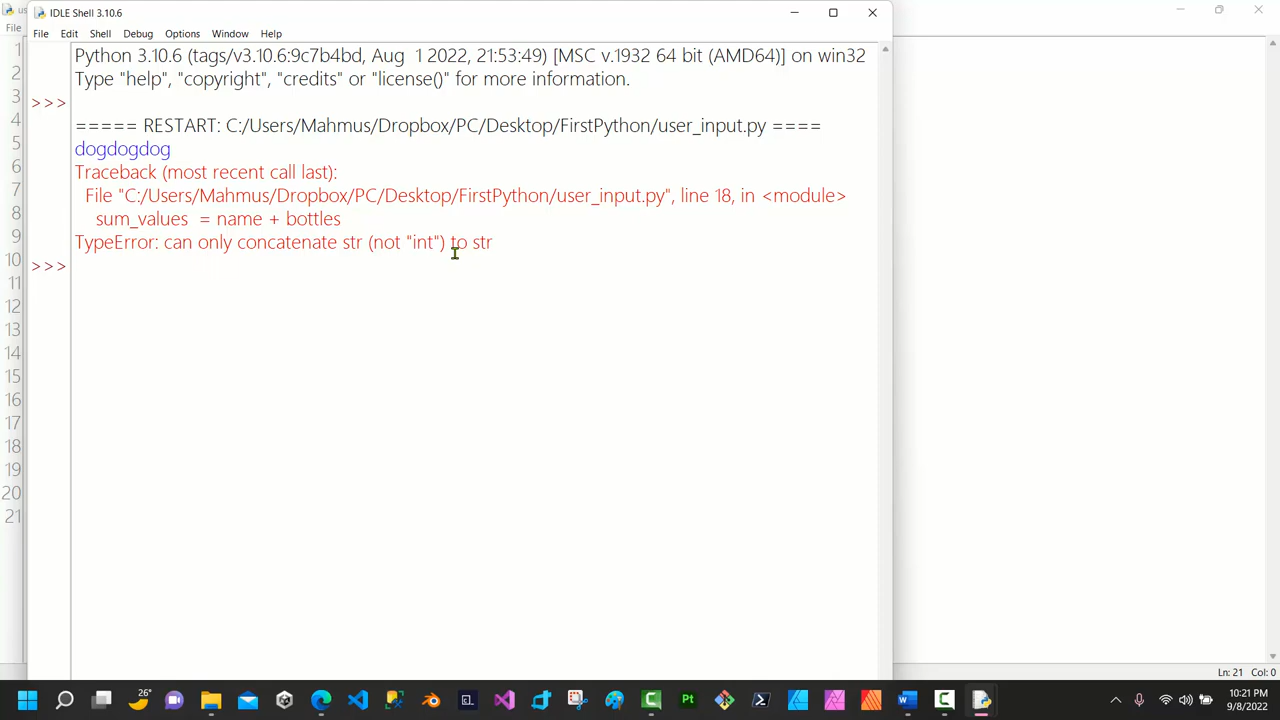 us
IDLE Shell 3.10.6
File
File Edit Shell Debug Options Window Help
Python 3.10.6 (tags/v3.10.6:9c7b4bd, Aug  1 2022, 21:53:49) [MSC v.1932 64 bit (AMD64)] on win32
Type "help", "copyright", "credits" or "license()" for more information.
>>>
===== RESTART: C:/Users/Mahmus/Dropbox/PC/Desktop/FirstPython/user_input.py ====
dogdogdog
Traceback (most recent call last):
  File "C:/Users/Mahmus/Dropbox/PC/Desktop/FirstPython/user_input.py", line 18, in <module>
    sum_values  = name + bottles
TypeError: can only concatenate str (not "int") to str
>>>
1
2
3
4
5
6
7
8
9
10
11
12
13
14
15
16
17
18
19
20
21
Ln: 21 Col: 0
26°
Pt
10:21 PM
9/8/2022